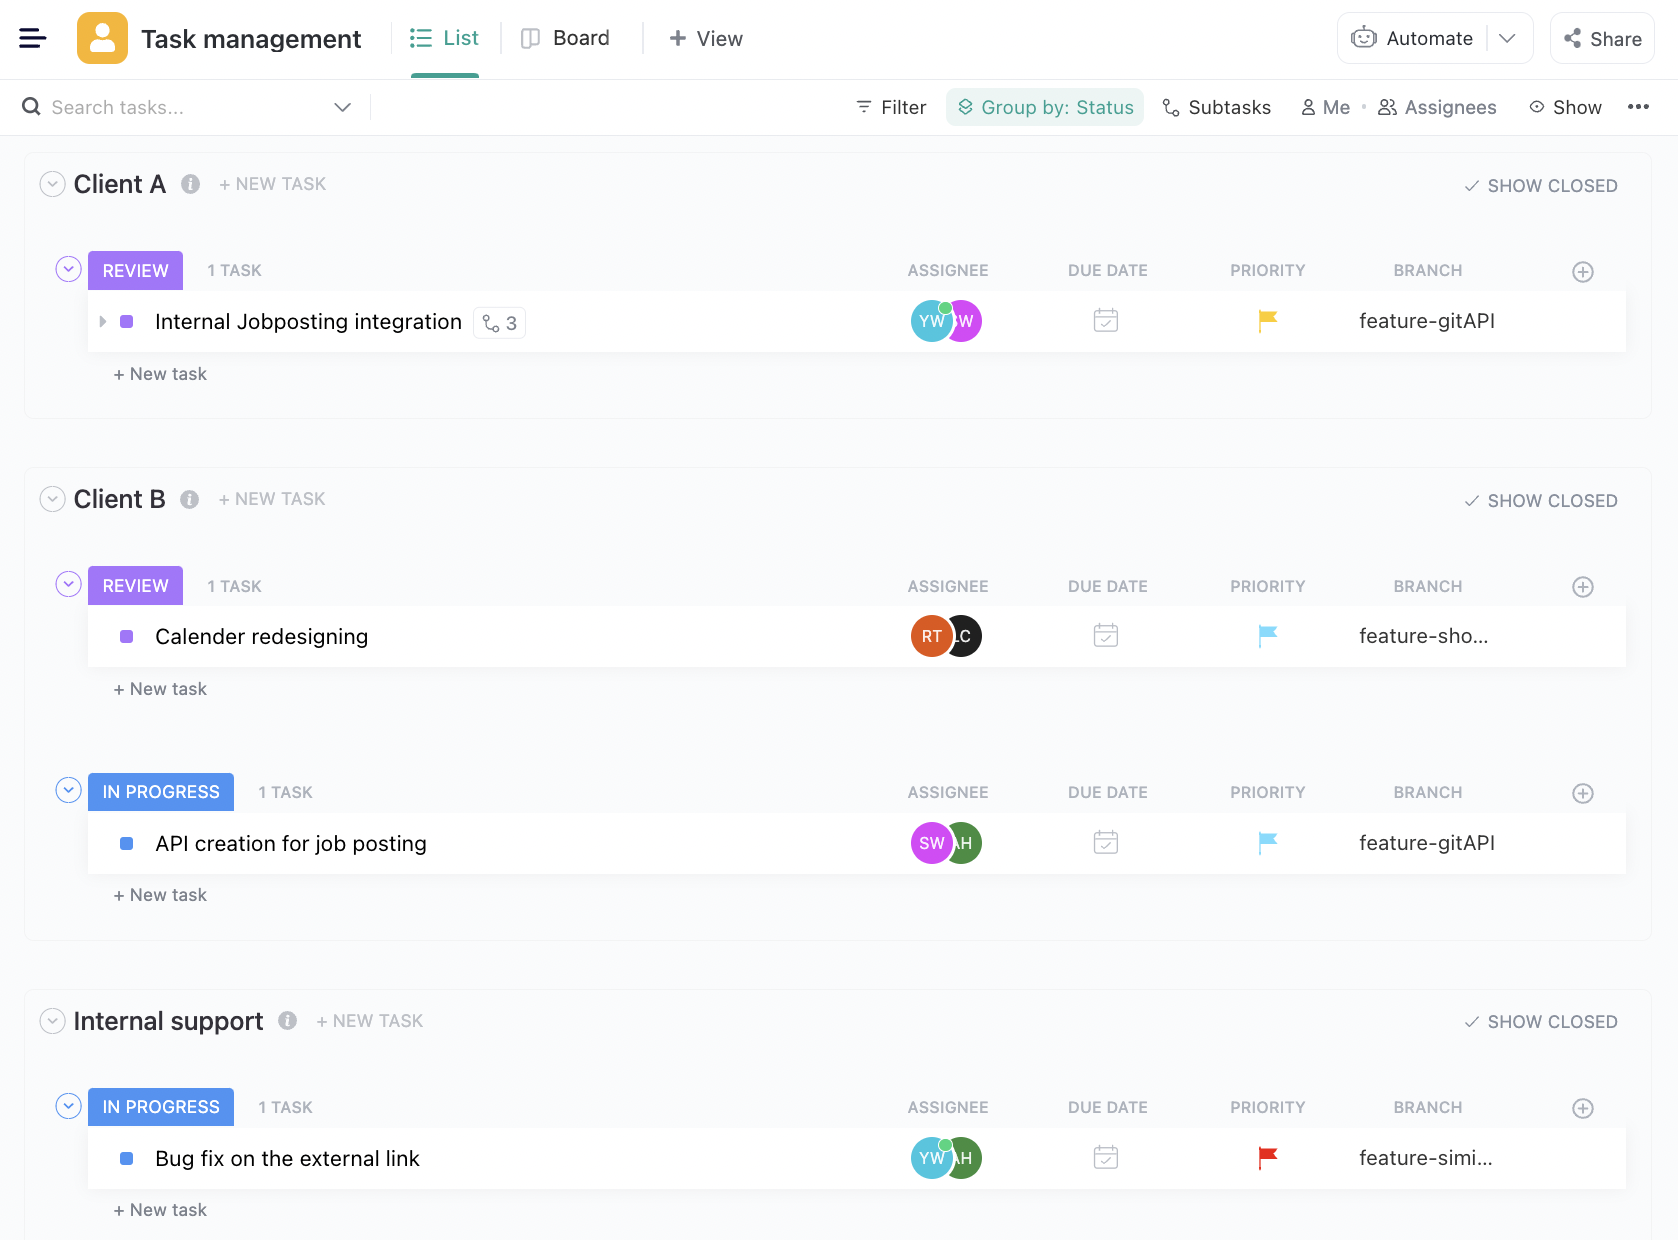 Task management List Board + View Automate Share
Search tasks... Filter Group by: Status Subtasks Me • Assignees Show
Client A + NEW TASK SHOW CLOSED
REVIEW 1 TASK ASSIGNEE DUE DATE PRIORITY BRANCH
Internal Jobposting integration 3 YW SW feature-gitAPI
+ New task
Client B + NEW TASK SHOW CLOSED
REVIEW 1 TASK ASSIGNEE DUE DATE PRIORITY BRANCH
Calender redesigning RT LC feature-sho...
+ New task
IN PROGRESS 1 TASK ASSIGNEE DUE DATE PRIORITY BRANCH
API creation for job posting SW AH feature-gitAPI
+ New task
Internal support + NEW TASK SHOW CLOSED
IN PROGRESS 1 TASK ASSIGNEE DUE DATE PRIORITY BRANCH
Bug fix on the external link YW AH feature-simi...
+ New task